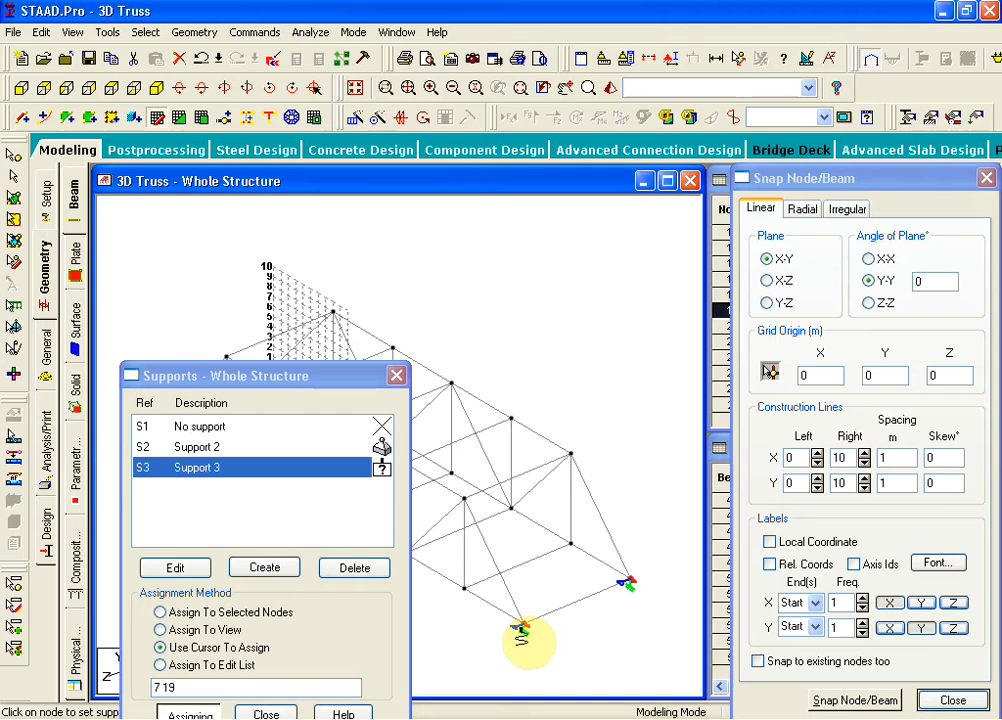 STAAD.Pro - 3D Truss
File Edit View Tools Select Geometry Commands Analyze Mode Window Help
Modeling Postprocessing Steel Design Concrete Design Component Design Advanced Connection Design Bridge Deck Advanced Slab Design
Setup
Geometry
General
Analysis/Print
Design
Beam
Plate
Surface
Solid
Parametr...
Composit...
Physical
3D Truss - Whole Structure
10
9
8
7
6
5
4
3
2
1
Supports - Whole Structure
Ref Description
S1 No support
S2 Support 2
S3 Support 3
Edit Create Delete
Assignment Method
Assign To Selected Nodes
Assign To View
Use Cursor To Assign
Assign To Edit List
7 19
Assigning Close Help
Snap Node/Beam
Linear Radial Irregular
Plane
X-Y
X-Z
Y-Z
Angle of Plane°
X-X
Y-Y 0
Z-Z
Grid Origin (m)
X Y Z
0 0 0
Construction Lines
Spacing
Left Right m Skew°
X 0 10 1 0
Y 0 10 1 0
Labels
Local Coordinate
Rel. Coords Axis Ids Font...
End(s) Freq.
X Start 1 X Y Z
Y Start 1 X Y Z
Snap to existing nodes too
Snap Node/Beam Close
Click on node to set supp
Modeling Mode